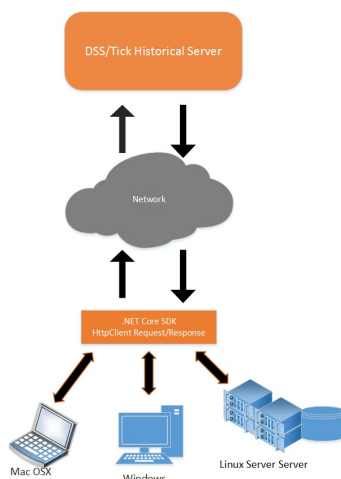 DSS/Tick Historical Server
Network
.NET Core SDK
HttpClient Request/Response
Mac OSX
Windows
Linux Server Server